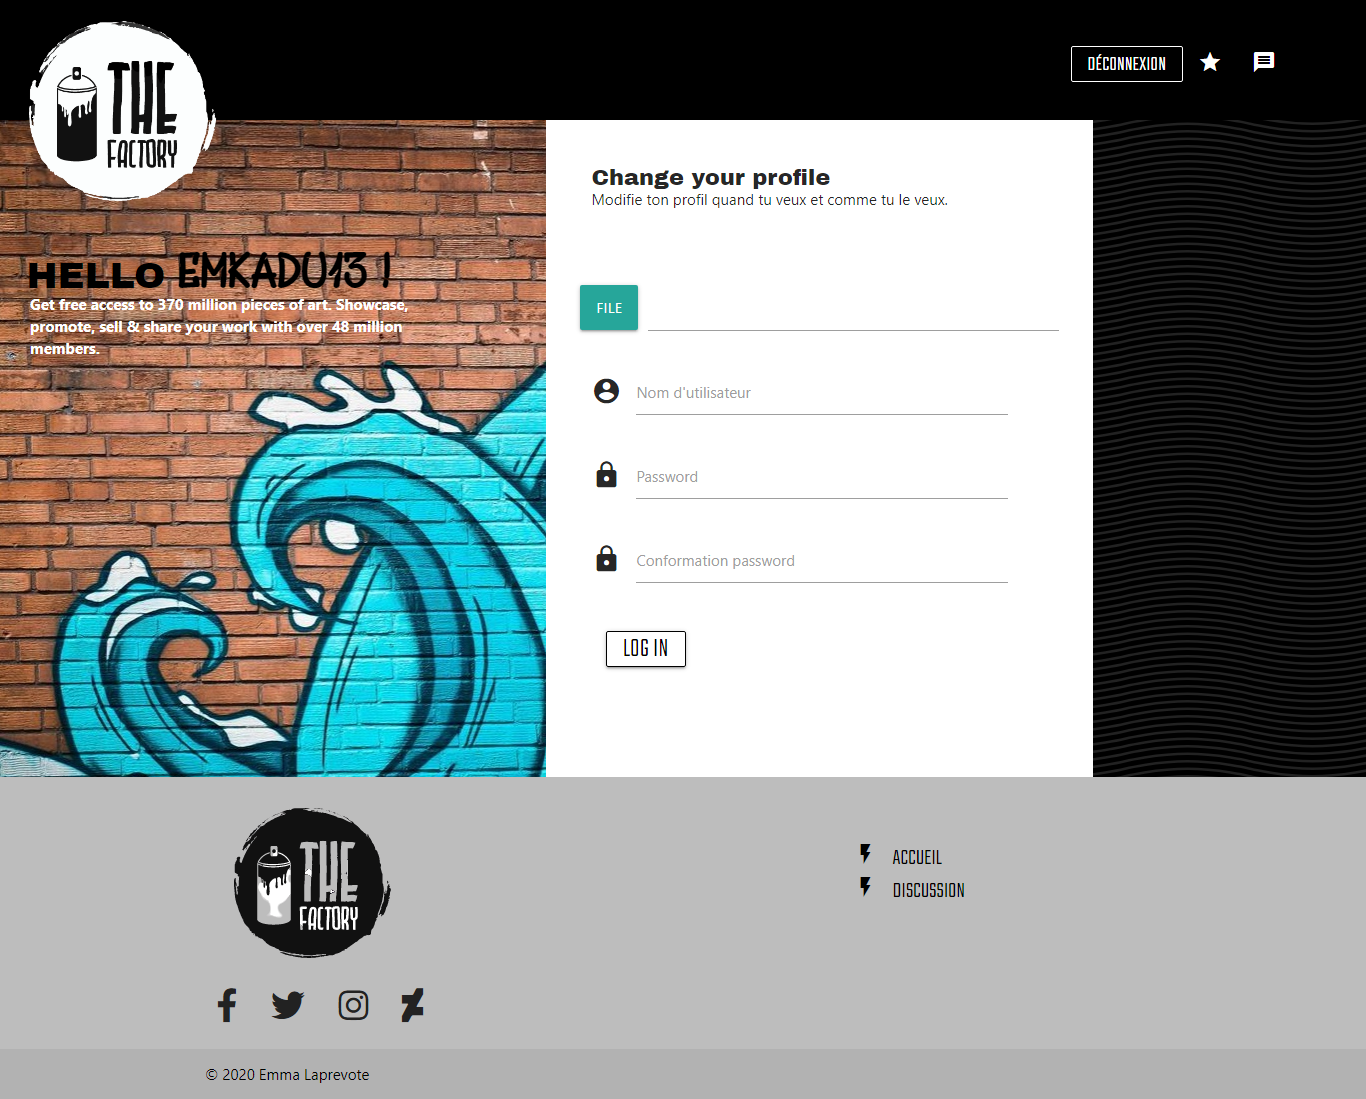 THE
FACTORY
DÉCONNEXION
HELLO EMKADU13 !
Get free access to 370 million pieces of art. Showcase,
promote, sell & share your work with over 48 million
members.
Change your profile
Modifie ton profil quand tu veux et comme tu le veux.
FILE
Nom d'utilisateur
Password
Conformation password
LOG IN
THE
FACTORY
ACCUEIL
DISCUSSION
© 2020 Emma Laprevote